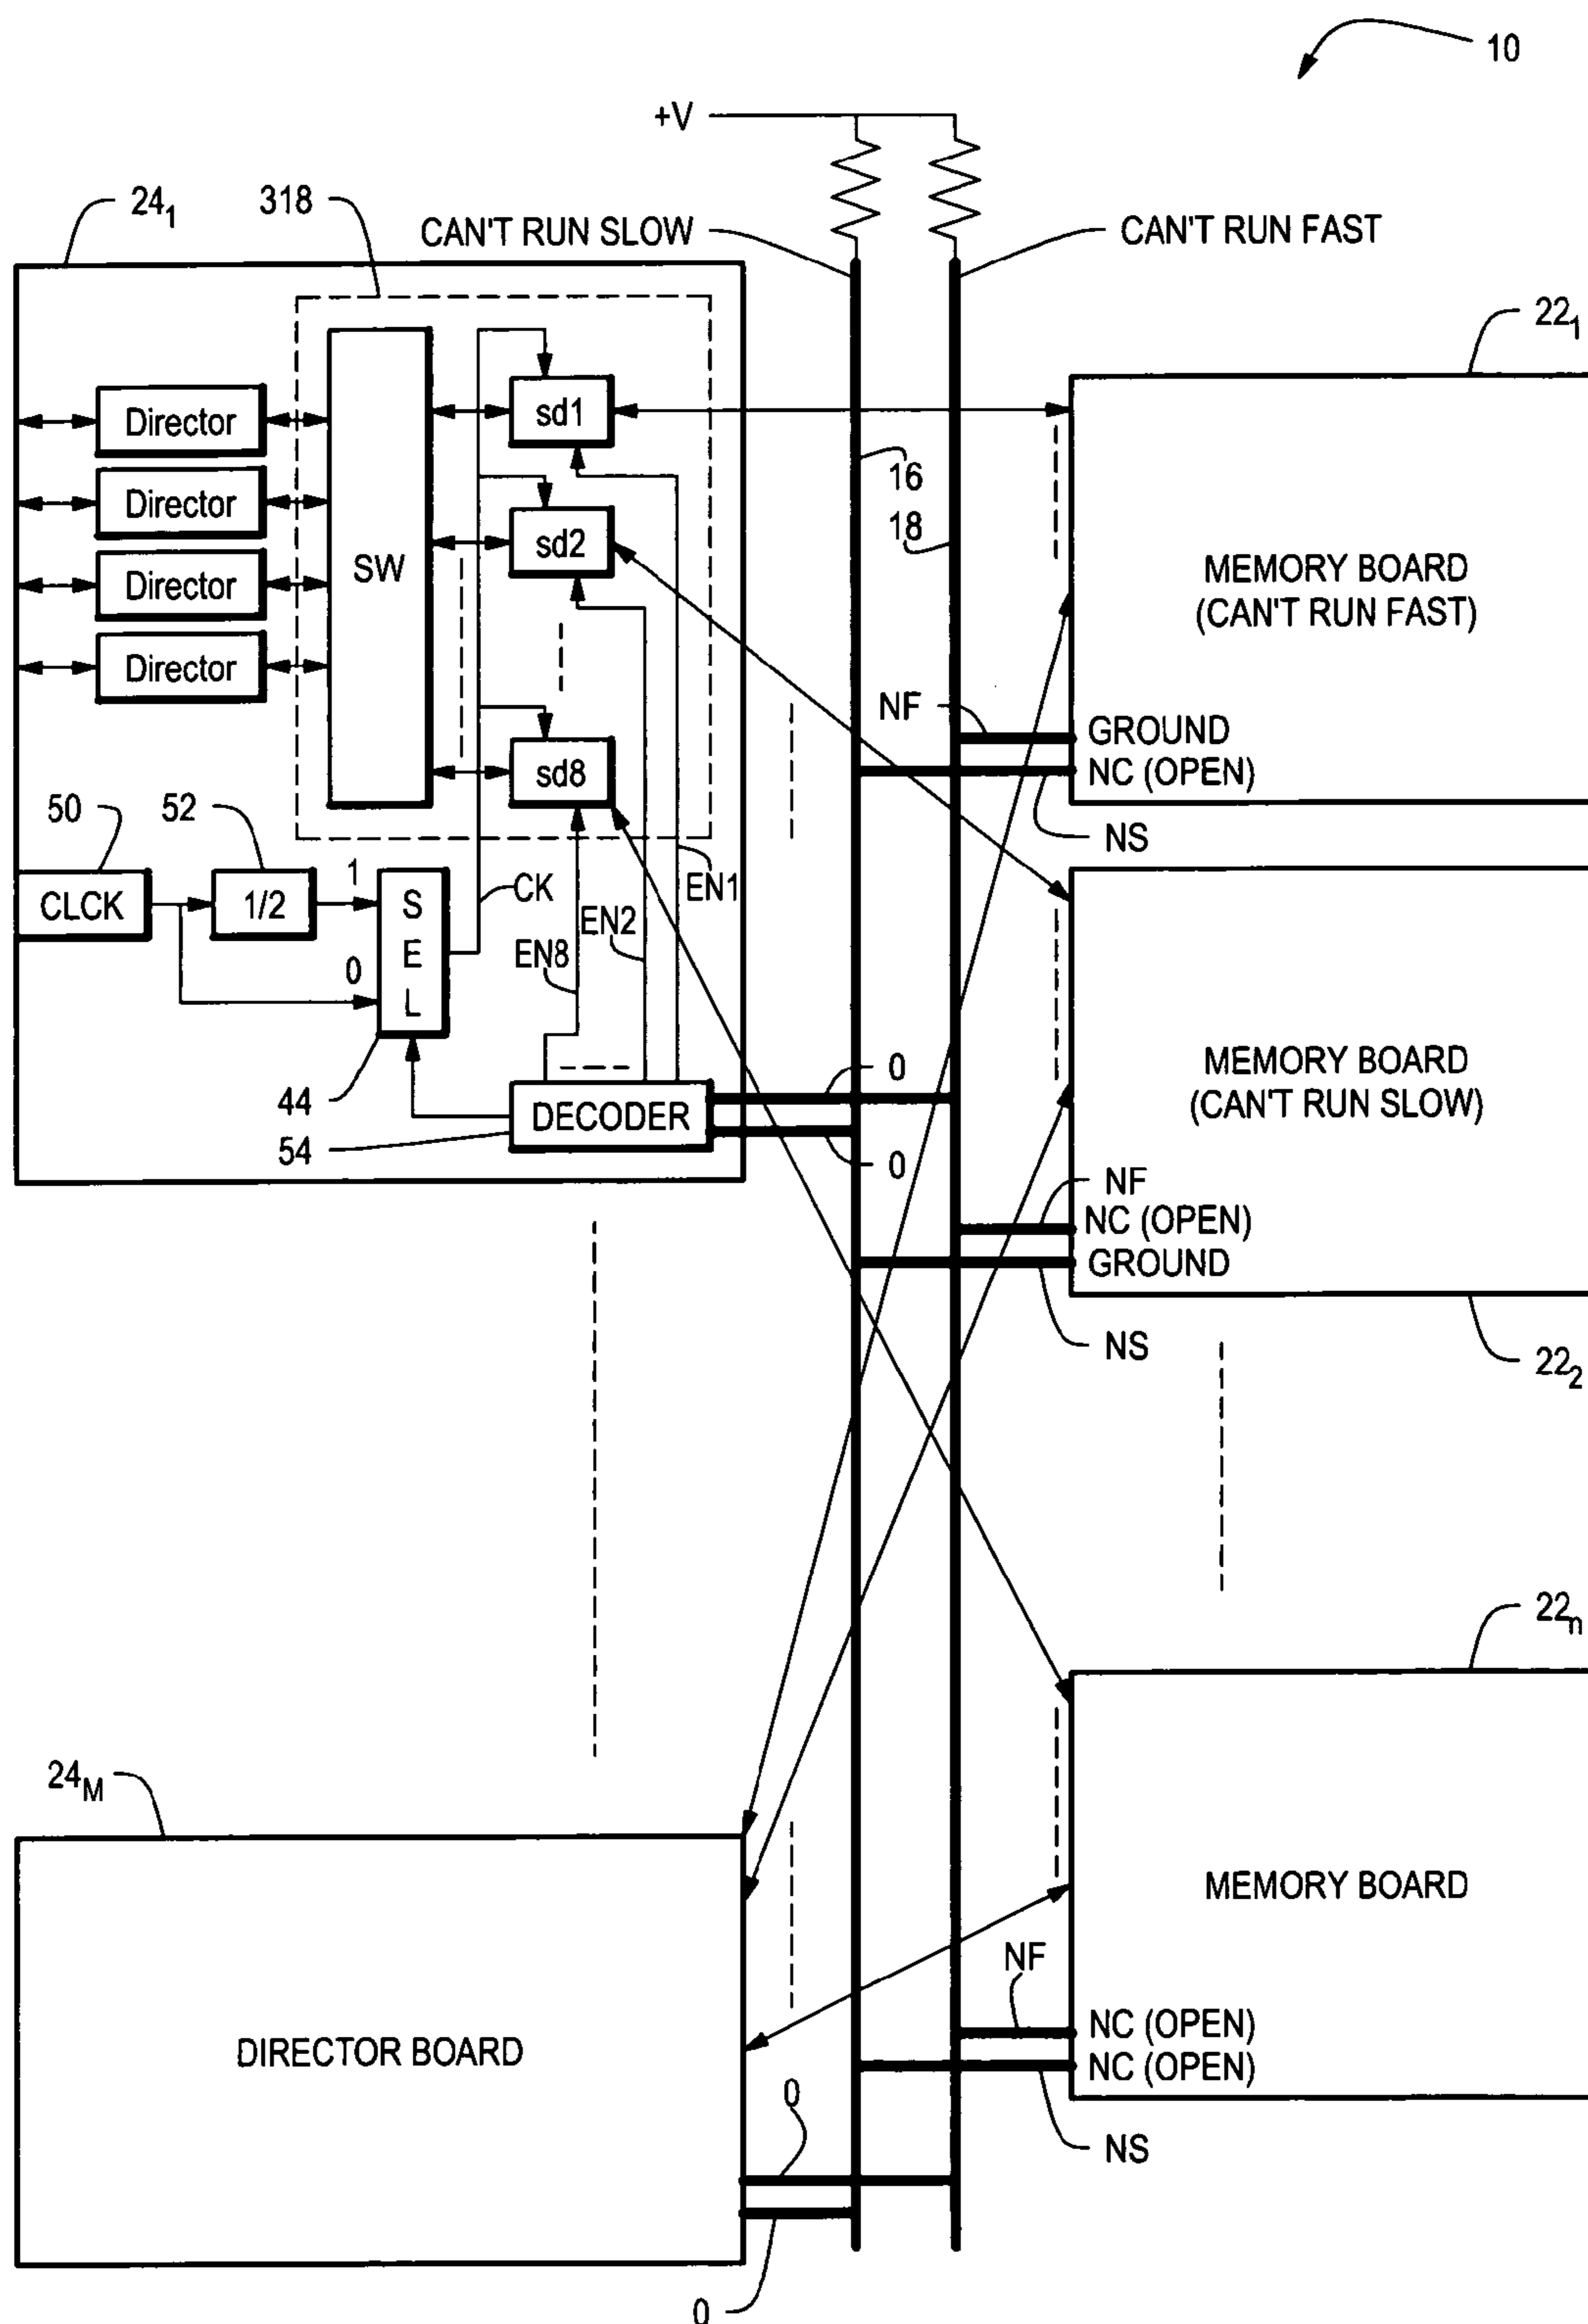 10
+V
24₁
318
CAN'T RUN SLOW
CAN'T RUN FAST
22₁
Director
Director
Director
Director
SW
sd1
sd2
sd8
16
18
MEMORY BOARD
(CAN'T RUN FAST)
NF
GROUND
NC (OPEN)
NS
50
52
CLCK
1/2
1
0
S
E
L
CK
EN8
EN2
EN1
44
54
DECODER
0
0
MEMORY BOARD
(CAN'T RUN SLOW)
NF
NC (OPEN)
GROUND
NS
22₂
22ₙ
24M
DIRECTOR BOARD
MEMORY BOARD
NF
NC (OPEN)
NC (OPEN)
NS
0
0